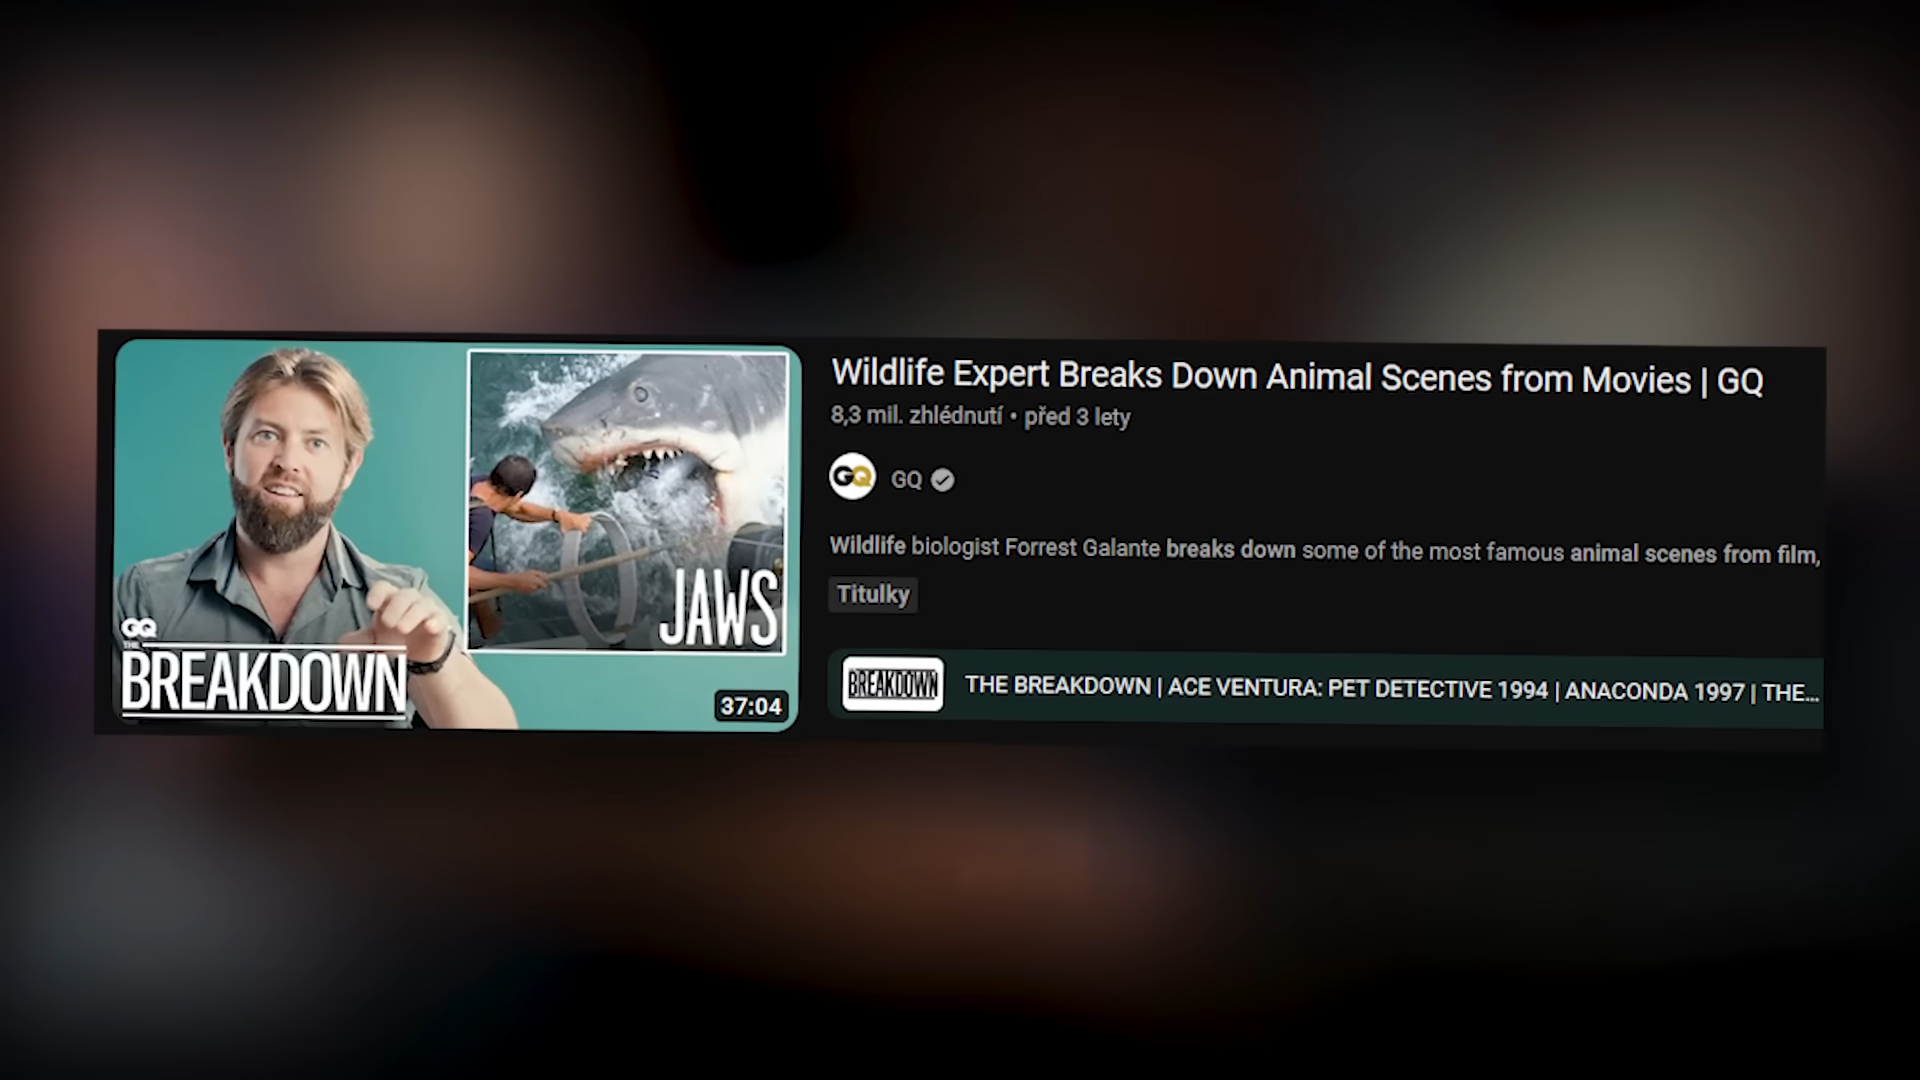 GQ
THE
BREAKDOWN
JAWS
37:04
Wildlife Expert Breaks Down Animal Scenes from Movies | GQ
8,3 mil. zhlédnutí • před 3 lety
GQ
GQ
Wildlife biologist Forrest Galante breaks down some of the most famous animal scenes from film,
Titulky
BREAKDOWN
THE BREAKDOWN | ACE VENTURA: PET DETECTIVE 1994 | ANACONDA 1997 | THE...